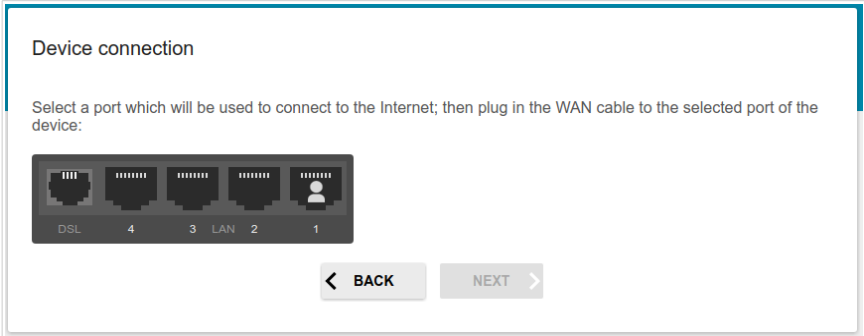 Device connection
Select a port which will be used to connect to the Internet; then plug in the WAN cable to the selected port of the
device:
DSL 4 3 LAN 2 1
BACK NEXT